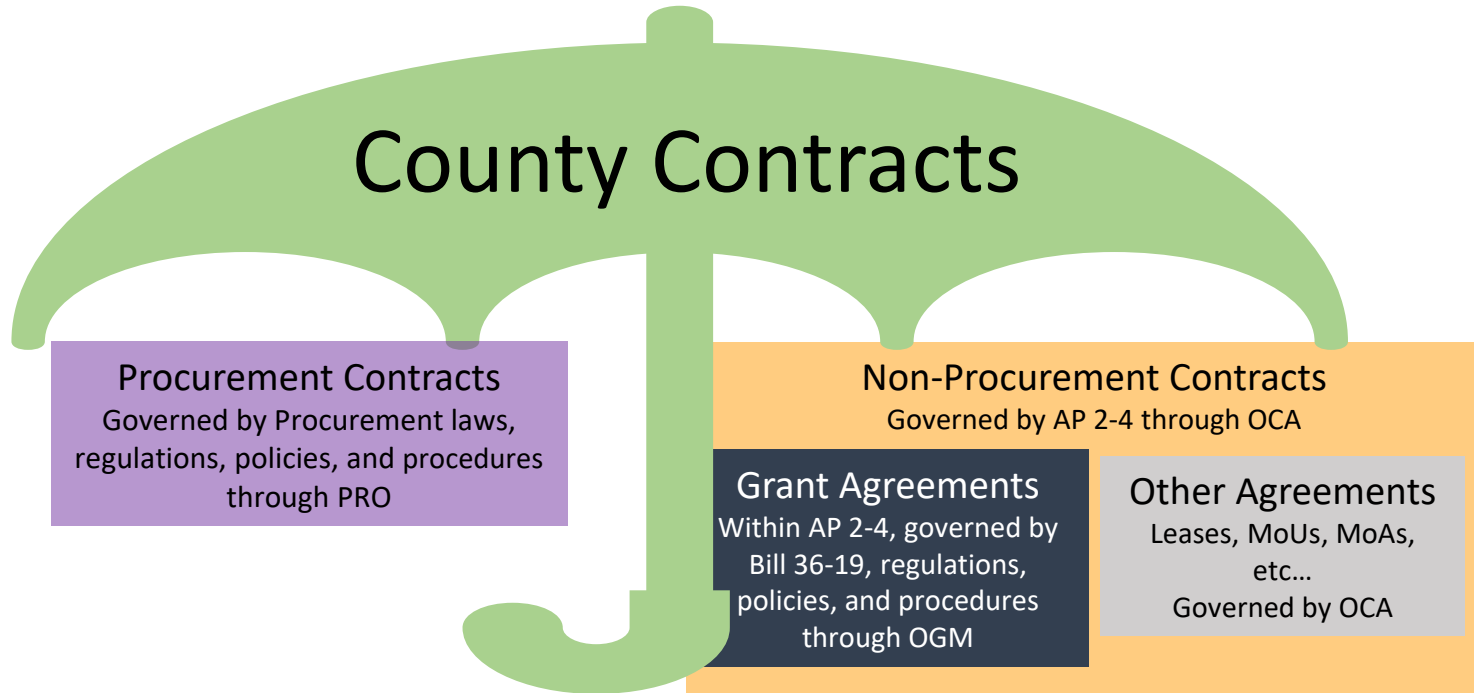 County Contracts
Procurement Contracts
Governed by Procurement laws,
regulations, policies, and procedures
through PRO
Non-Procurement Contracts
Governed by AP 2-4 through OCA
Grant Agreements
Within AP 2-4, governed by
Bill 36-19, regulations,
policies, and procedures
through OGM
Other Agreements
Leases, MoUs, MoAs,
etc…
Governed by OCA